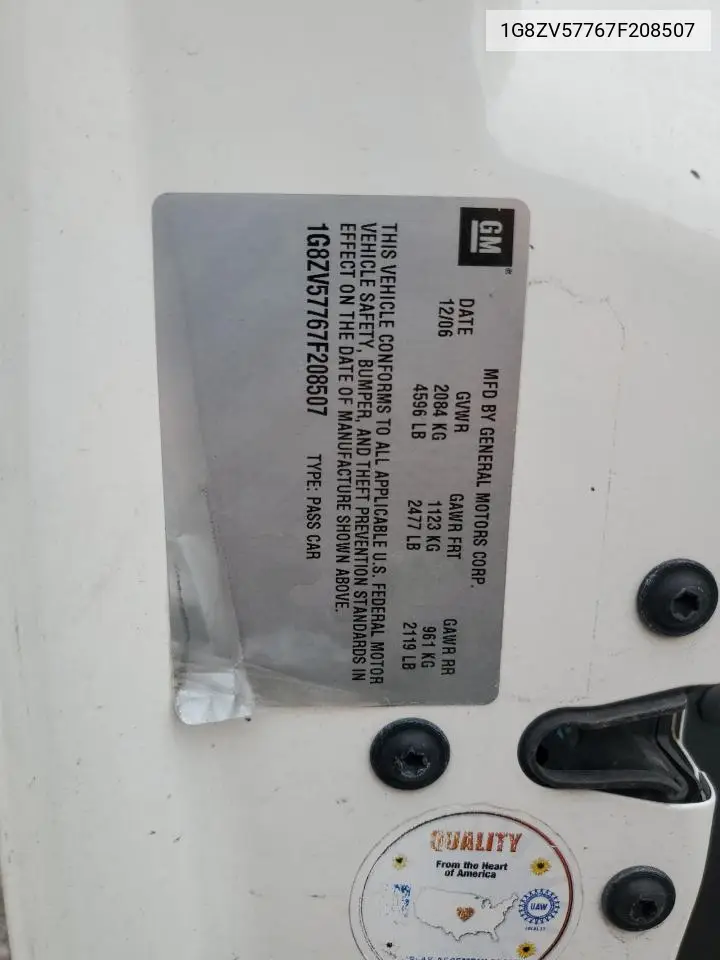 1G8ZV57767F208507
GM
MFD BY GENERAL MOTORS CORP.
DATE GVWR GAWR FRT GAWR RR
12/06 2084 KG 1123 KG 961 KG
4596 LB 2477 LB 2119 LB
THIS VEHICLE CONFORMS TO ALL APPLICABLE U.S. FEDERAL MOTOR
VEHICLE SAFETY, BUMPER, AND THEFT PREVENTION STANDARDS IN
EFFECT ON THE DATE OF MANUFACTURE SHOWN ABOVE.
1G8ZV57767F208507 TYPE: PASS CAR
QUALITY
From the Heart
of America
UAW